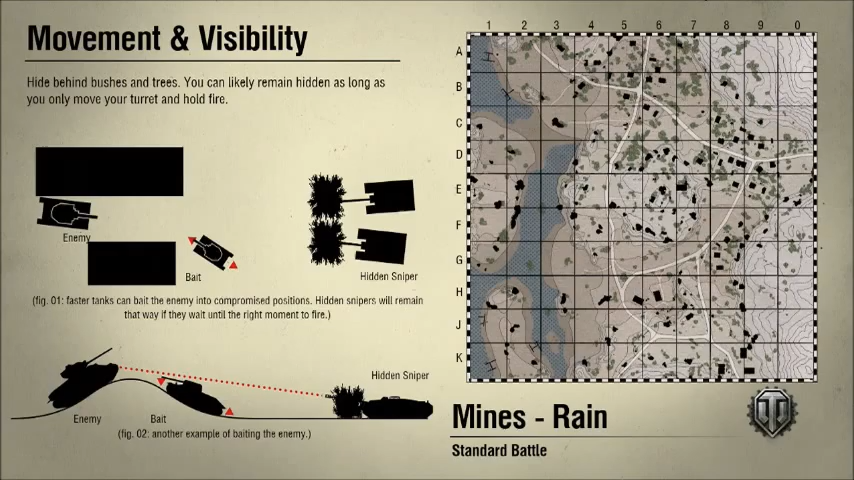 Movement & Visibility
Hide behind bushes and trees. You can likely remain hidden as long as
you only move your turret and hold fire.
Enemy
Bait
Hidden Sniper
(fig. 01: faster tanks can bait the enemy into compromised positions. Hidden snipers will remain
that way if they wait until the right moment to fire.)
Hidden Sniper
Enemy
Bait
(fig. 02: another example of baiting the enemy.)
1 2 3 4 5 6 7 8 9 0
A
B
C
D
E
F
G
H
J
K
Mines - Rain
Standard Battle